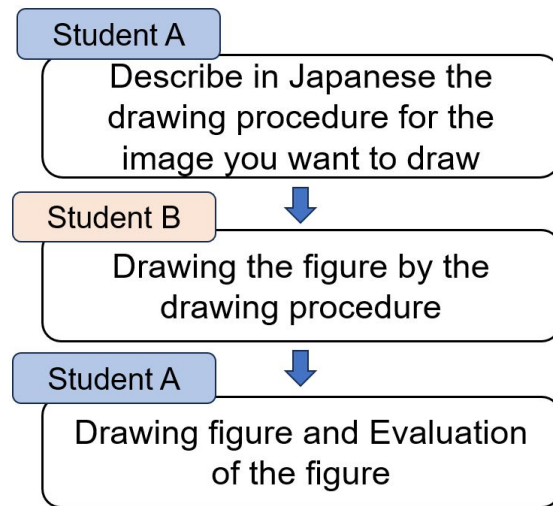 Student A
Describe in Japanese the
drawing procedure for the
image you want to draw
Student B
Drawing the figure by the
drawing procedure
Student A
Drawing figure and Evaluation
of the figure